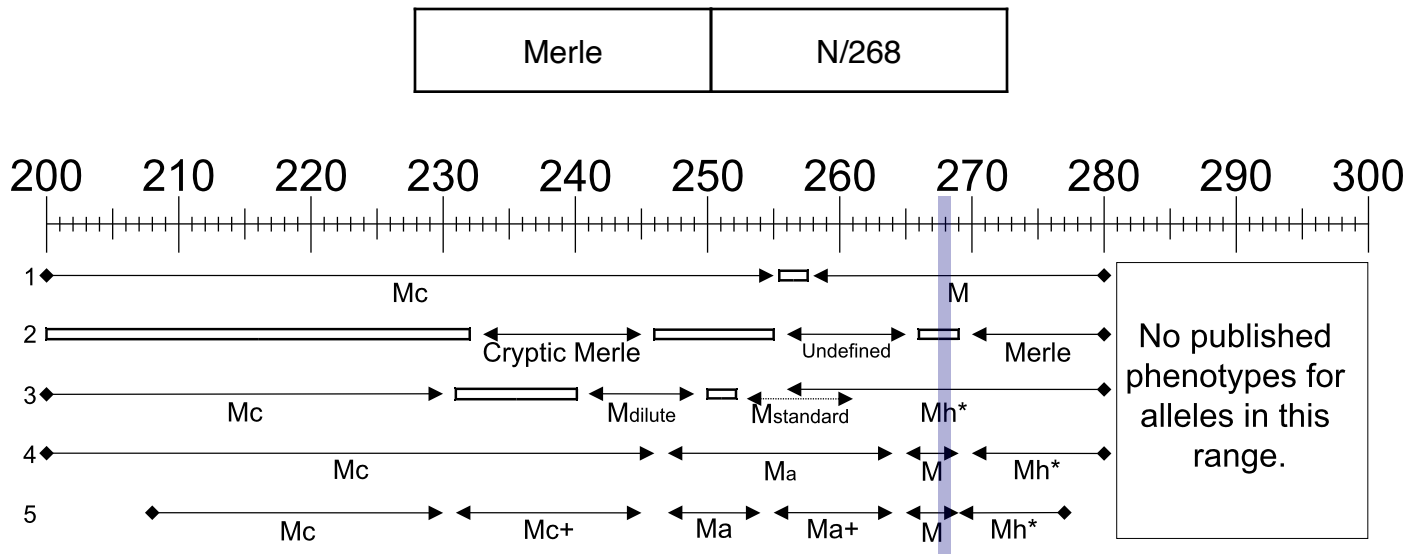 Merle N/268
200 210 220 230 240 250 260 270 280 290 300
1 Mc M
2 Cryptic Merle Undefined Merle
3 Mc Mdilute Mstandard Mh*
4 Mc Ma M Mh*
5 Mc Mc+ Ma Ma+ M Mh*
No published
phenotypes for
alleles in this
range.